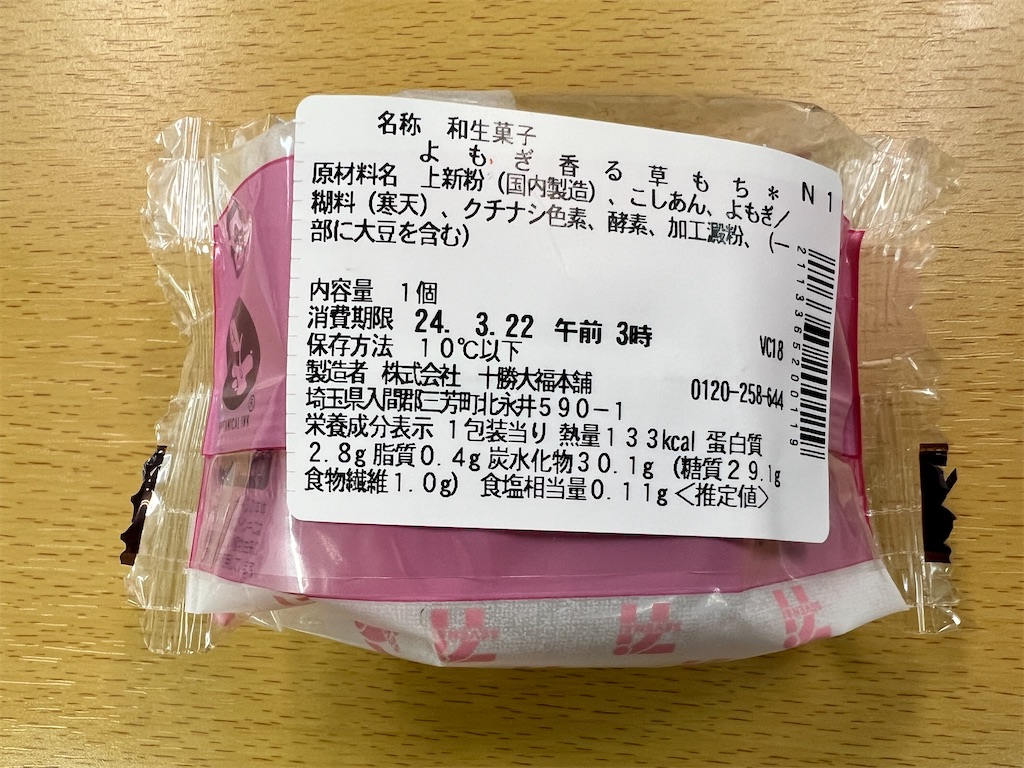 名称 和生菓子
よもぎ香る草もち* N1
原材料名 上新粉（国内製造）、こしあん、よもぎ／
糊料（寒天）、クチナシ色素、酵素、加工澱粉、（一
部に大豆を含む）
内容量 1個
消費期限 24. 3.22 午前 3時
保存方法 10℃以下
VC18
製造者 株式会社 十勝大福本舗 0120-258-644
埼玉県入間郡三芳町北永井590-1
栄養成分表示 1包装当り 熱量133kcal 蛋白質
2.8g 脂質0.4g 炭水化物30.1g （糖質29.1g
食物繊維1.0g） 食塩相当量0.11g＜推定値＞
2113365200119